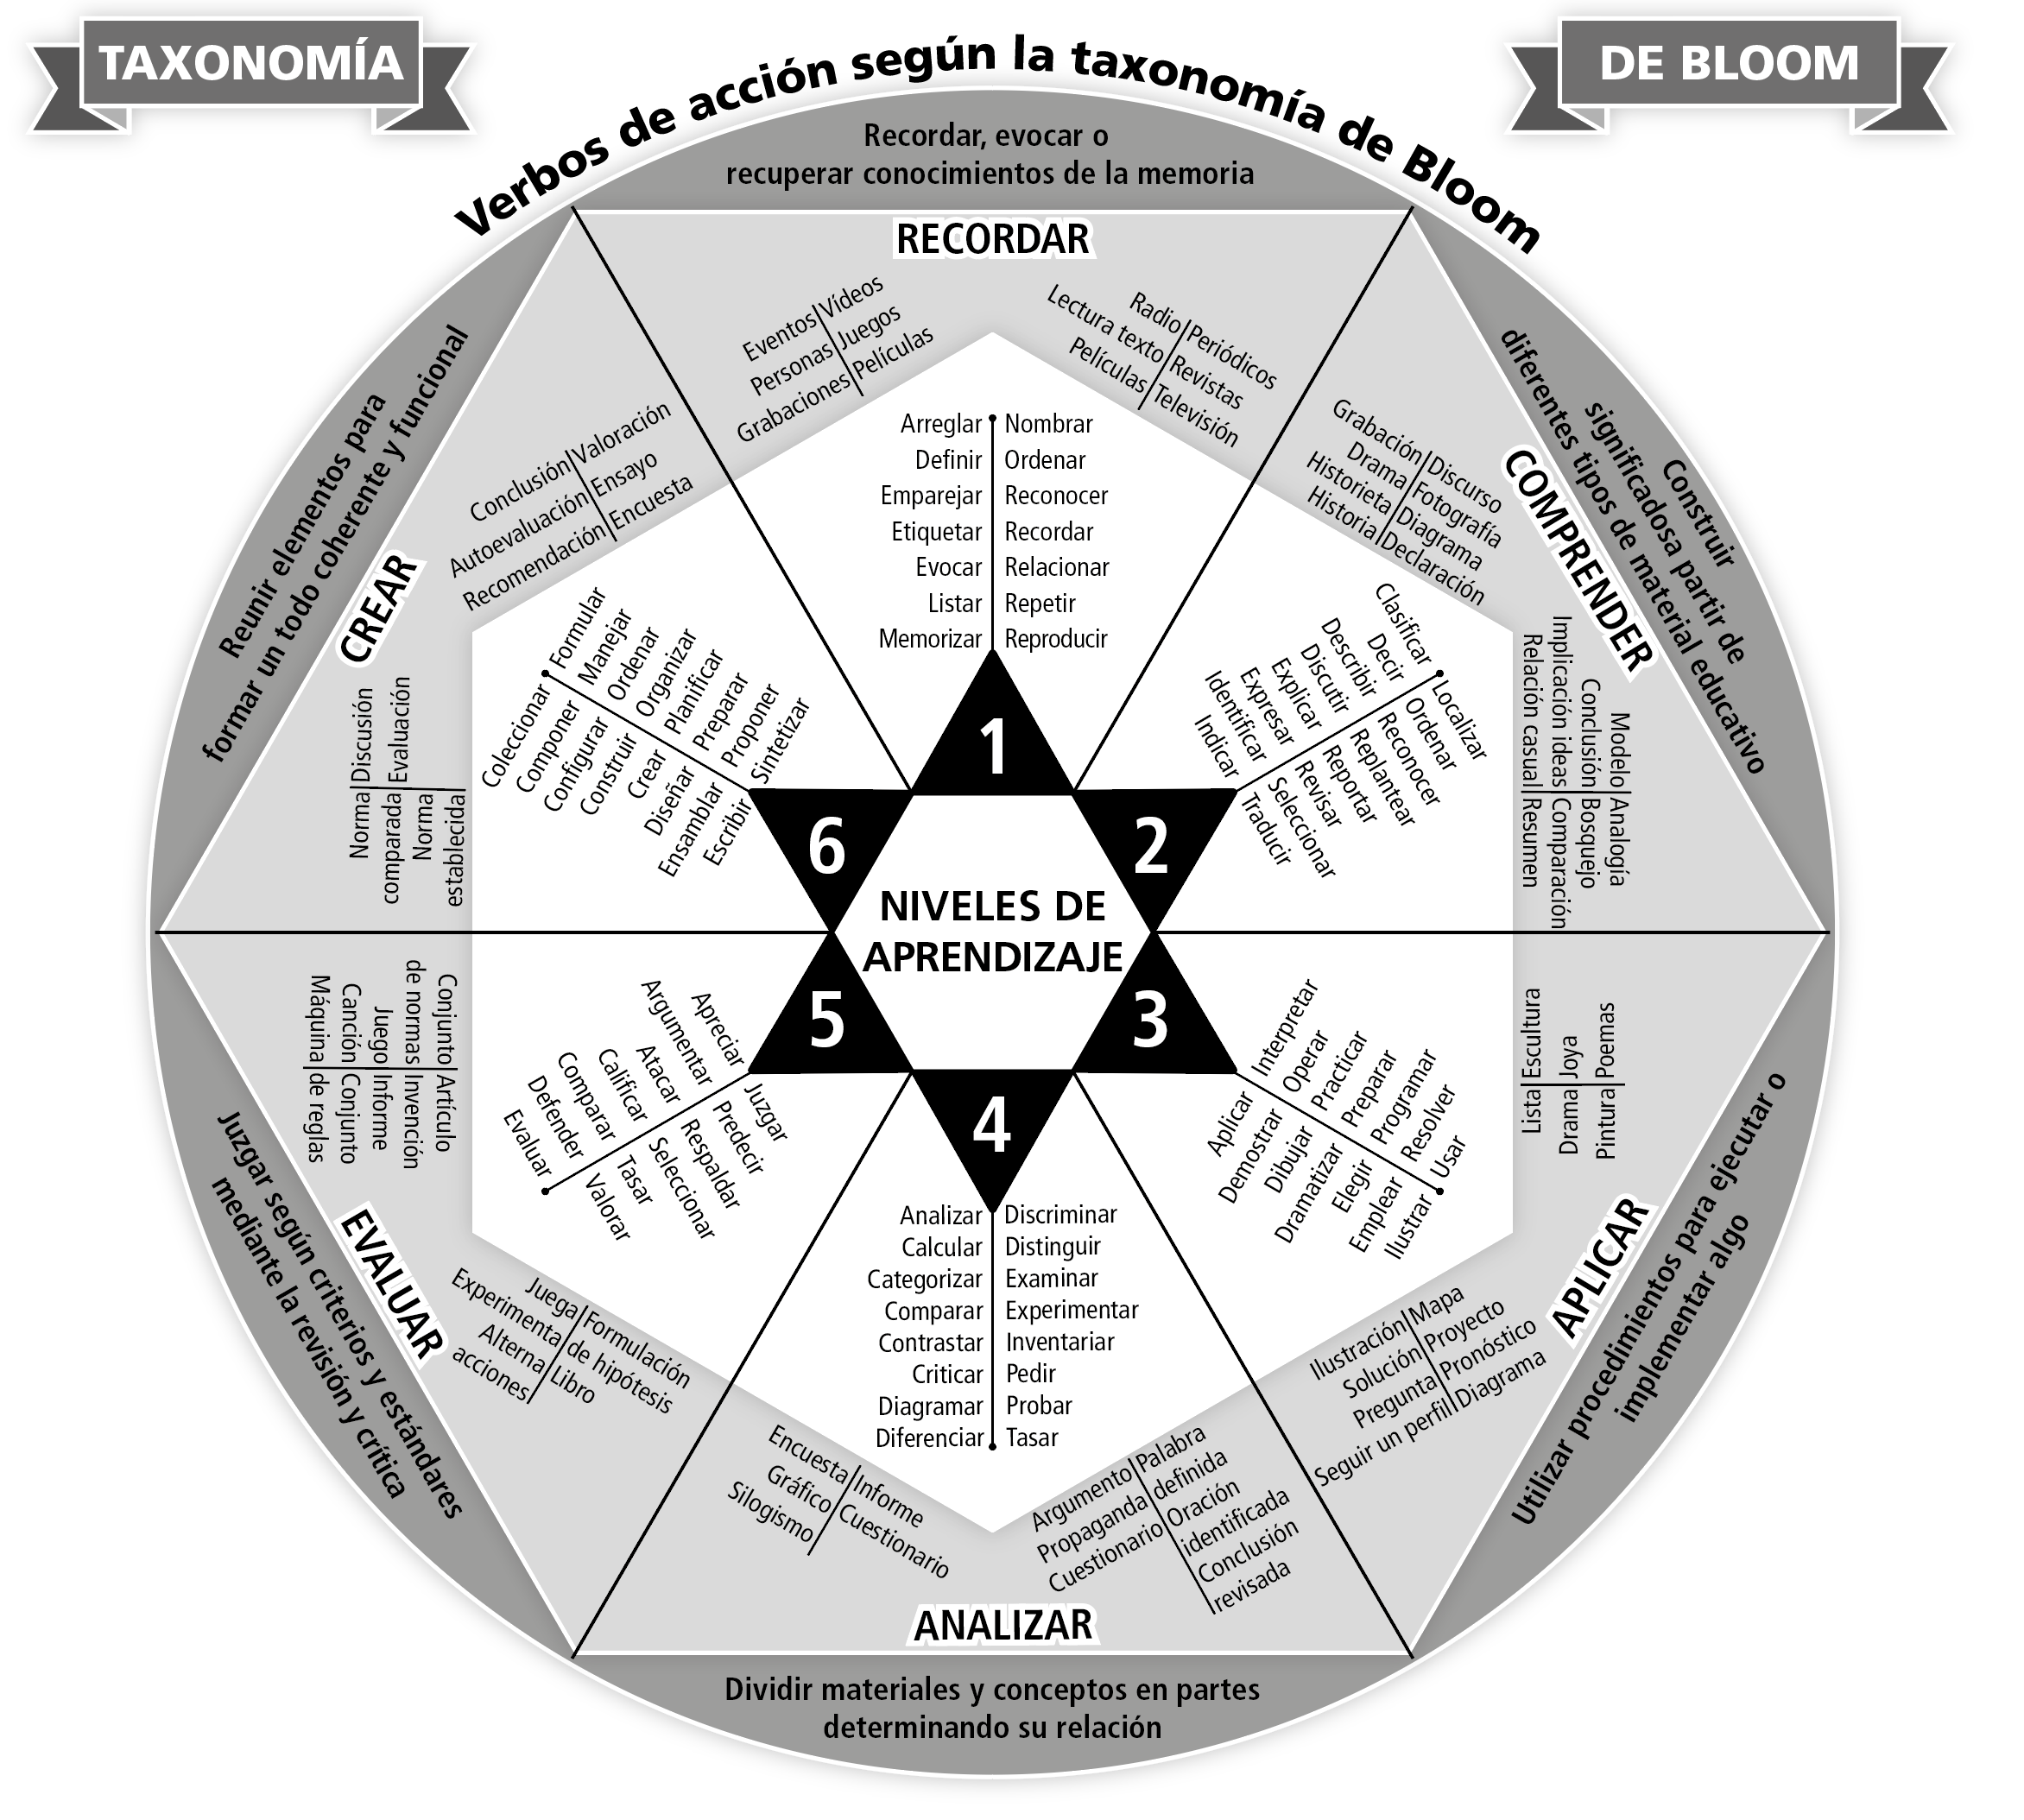 TAXONOMÍA
DE BLOOM
Verbos de acción según la taxonomía de Bloom
Recordar, evocar o
recuperar conocimientos de la memoria
RECORDAR
Eventos Vídeos
Personas Juegos
Grabaciones Películas
Radio Periódicos
Lectura texto Revistas
Películas Televisión
Arreglar Nombrar
Definir Ordenar
Emparejar Reconocer
Etiquetar Recordar
Evocar Relacionar
Listar Repetir
Memorizar Reproducir
1
Construir
significadosa partir de
diferentes tipos de material educativo
COMPRENDER
Grabación Discurso
Drama Fotografía
Historieta Diagrama
Historia Declaración
Modelo Analogía
Conclusión Bosquejo
Implicación ideas Comparación
Relación casual Resumen
Clasificar Localizar
Decir Ordenar
Describir Reconocer
Discutir Replantear
Explicar Reportar
Expresar Revisar
Identificar Seleccionar
Indicar Traducir
2
Utilizar procedimientos para ejecutar o
implementar algo
APLICAR
Lista Escultura
Drama Joya
Pintura Poemas
Ilustración Mapa
Solución Proyecto
Pregunta Pronóstico
Seguir un perfil Diagrama
Aplicar Interpretar
Demostrar Operar
Dibujar Practicar
Dramatizar Preparar
Elegir Programar
Emplear Resolver
Ilustrar Usar
3
4
Analizar Discriminar
Calcular Distinguir
Categorizar Examinar
Comparar Experimentar
Contrastar Inventariar
Criticar Pedir
Diagramar Probar
Diferenciar Tasar
Encuesta Informe
Gráfico Cuestionario
Silogismo
Argumento Palabra
Propaganda definida
Cuestionario Oración
identificada
Conclusión
revisada
ANALIZAR
Dividir materiales y conceptos en partes
determinando su relación
5
Apreciar Juzgar
Argumentar Predecir
Atacar Respaldar
Calificar Seleccionar
Comparar Tasar
Defender Valorar
Evaluar
Conjunto Artículo
de normas Invención
Juego Informe
Canción Conjunto
Máquina de reglas
Juega Formulación
Experimenta de hipótesis
Alterna Libro
acciones
EVALUAR
Juzgar según criterios y estándares
mediante la revisión y crítica
6
Coleccionar Formular
Componer Manejar
Configurar Ordenar
Construir Organizar
Crear Planificar
Diseñar Preparar
Ensamblar Proponer
Escribir Sintetizar
Conclusión Valoración
Autoevaluación Ensayo
Recomendación Encuesta
Norma Discusión
comparada Evaluación
Norma
establecida
CREAR
Reunir elementos para
formar un todo coherente y funcional
NIVELES DE
APRENDIZAJE